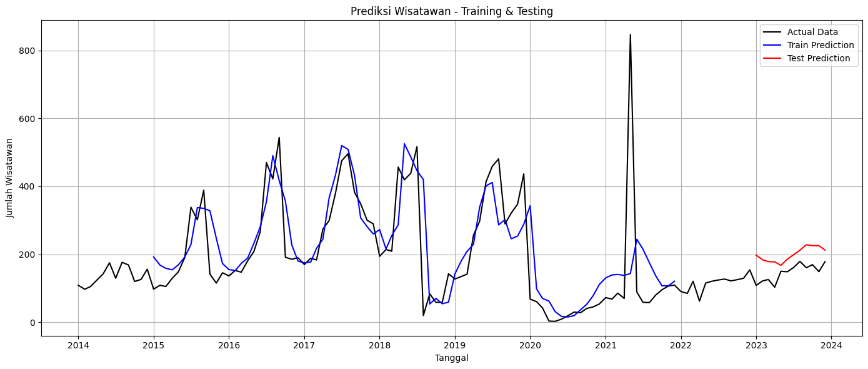 Prediksi Wisatawan - Training & Testing
Actual Data
Train Prediction
Test Prediction
Jumlah Wisatawan
800
600
400
200
0
2014 2015 2016 2017 2018 2019 2020 2021 2022 2023 2024
Tanggal